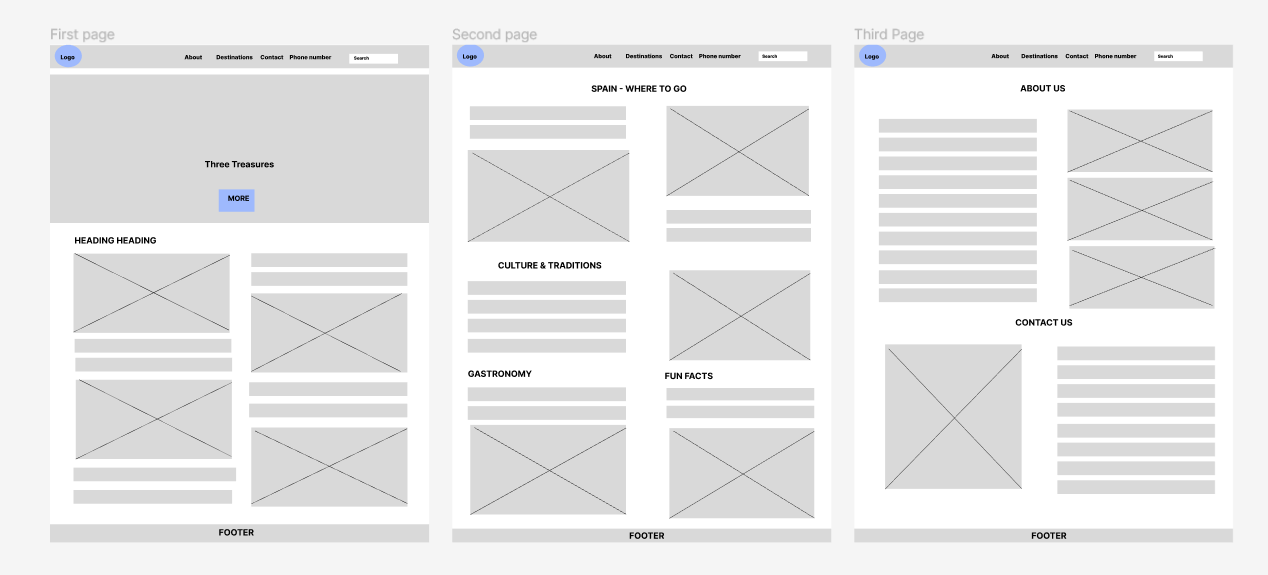 First page
Logo
About Destinations Contact Phone number Search
Three Treasures
MORE
HEADING HEADING
FOOTER
Second page
Logo
About Destinations Contact Phone number Search
SPAIN - WHERE TO GO
CULTURE & TRADITIONS
GASTRONOMY
FUN FACTS
FOOTER
Third Page
Logo
About Destinations Contact Phone number Search
ABOUT US
CONTACT US
FOOTER